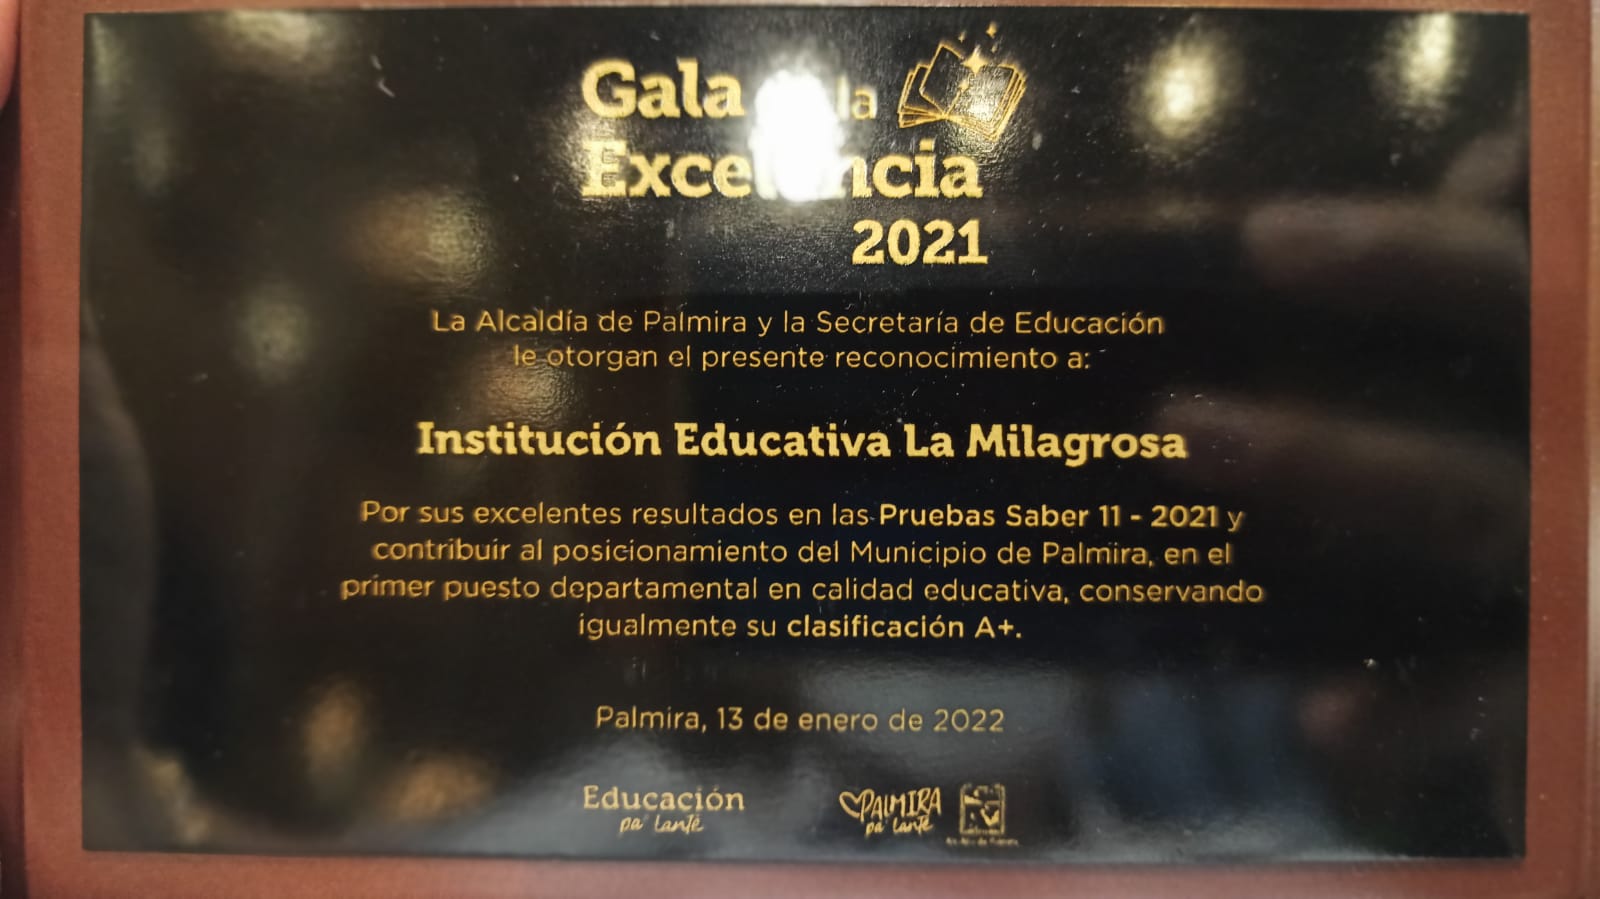 Gala la
Excelencia
2021
La Alcaldía de Palmira y la Secretaría de Educación
le otorgan el presente reconocimiento a:
Institución Educativa La Milagrosa
Por sus excelentes resultados en las Pruebas Saber 11 - 2021 y
contribuir al posicionamiento del Municipio de Palmira, en el
primer puesto departamental en calidad educativa, conservando
igualmente su clasificación A+.
Palmira, 13 de enero de 2022
Educación
pa' lante
PALMIRA
pa' lante